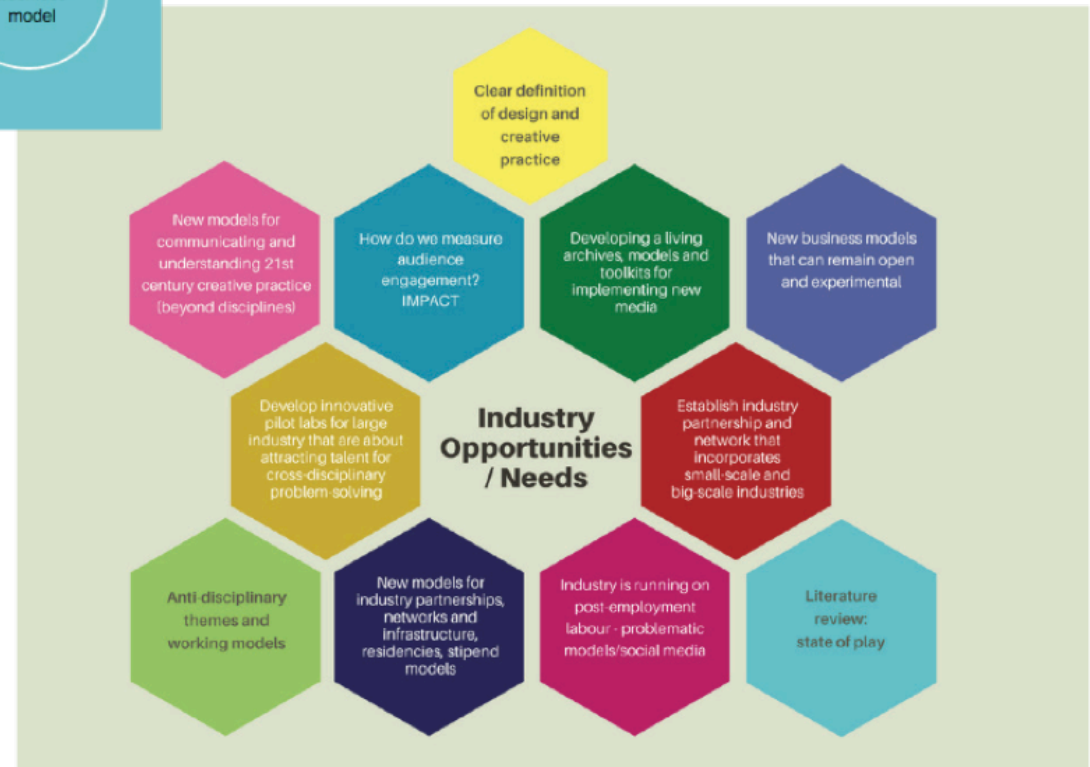 model
Clear definition
of design and
creative
practice
New models for
communicating and
understanding 21st
century creative practice
(beyond disciplines)
How do we measure
audience
engagement?
IMPACT
Developing a living
archives, models and
toolkits for
implementing new
media
New business models
that can remain open
and experimental
Develop innovative
pilot labs for large
industry that are about
attracting talent for
cross-disciplinary
problem-solving
Industry
Opportunities
/ Needs
Establish industry
partnership and
network that
incorporates
small-scale and
big-scale industries
Anti-disciplinary
themes and
working models
New models for
industry partnerships,
networks and
infrastructure,
residencies, stipend
models
Industry is running on
post-employment
labour - problematic
models/social media
Literature
review:
state of play